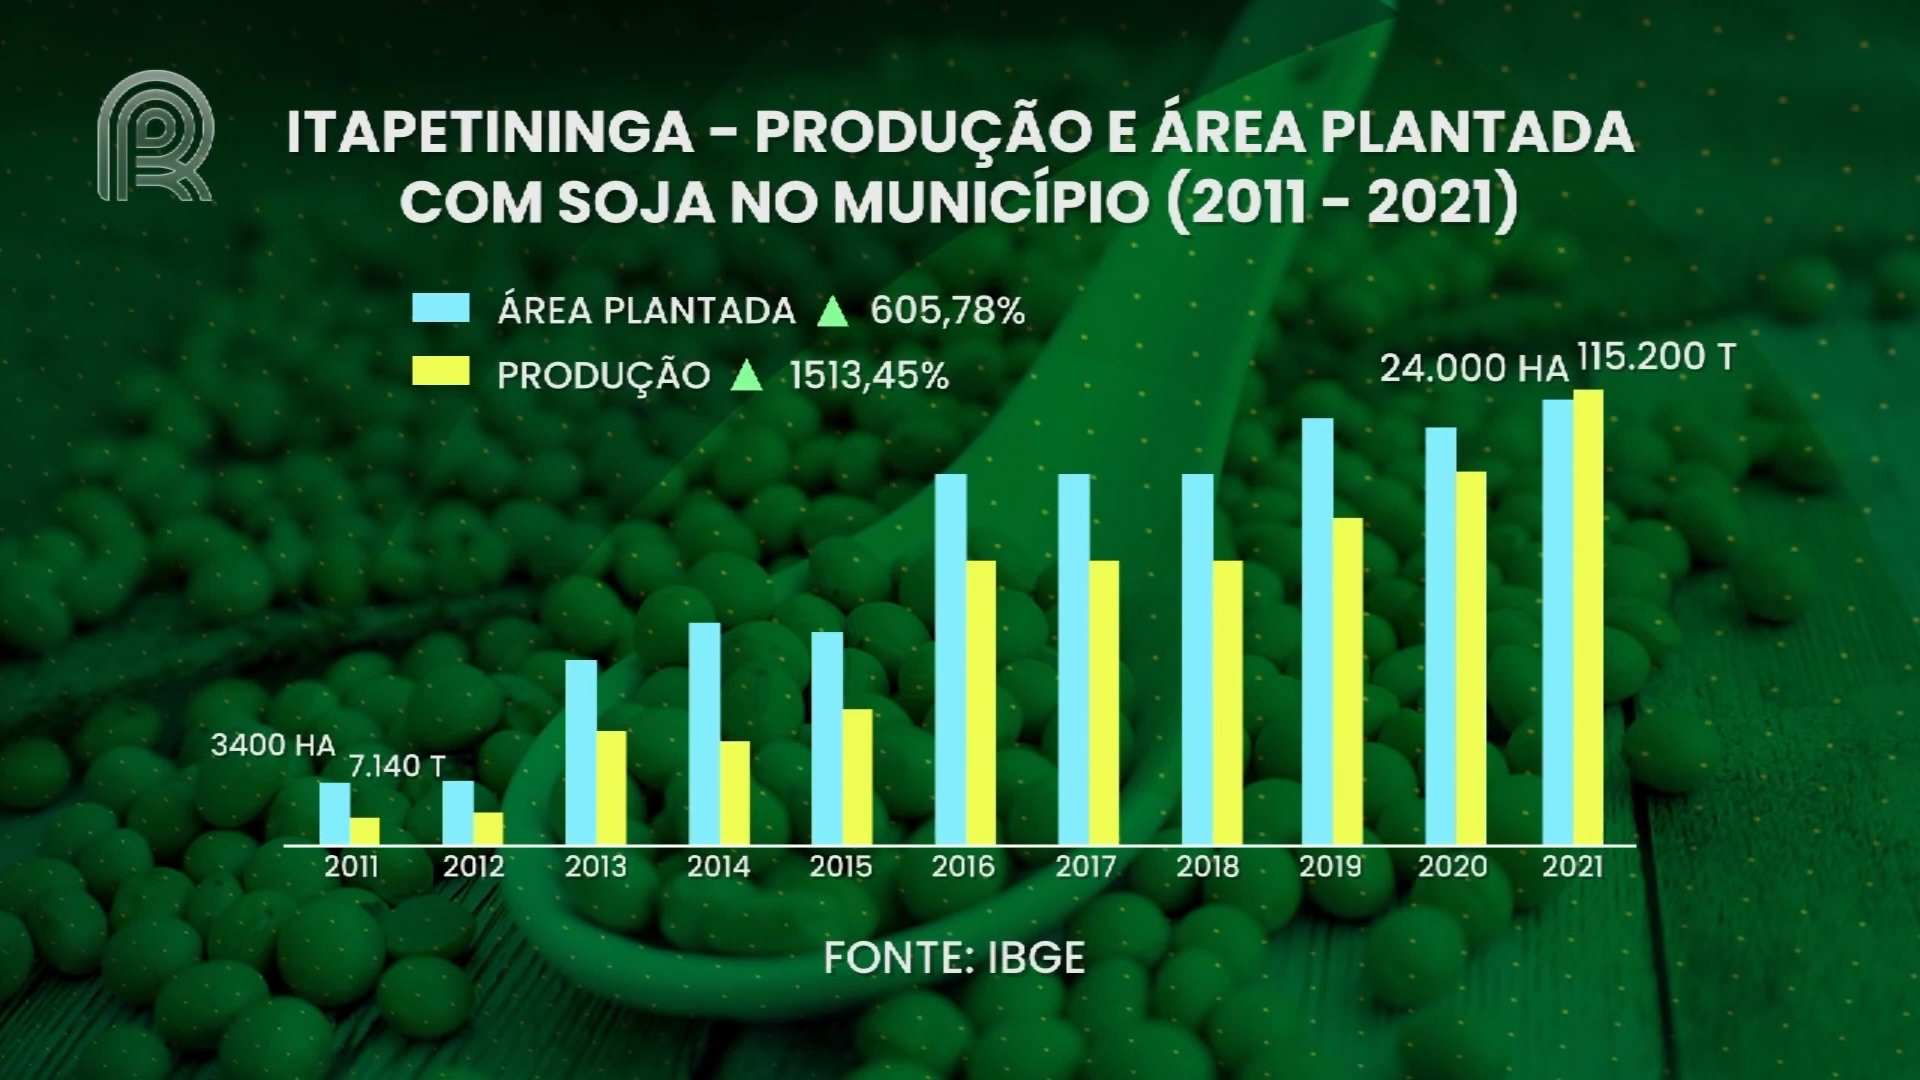 ITAPETININGA - PRODUÇÃO E ÁREA PLANTADA
COM SOJA NO MUNICÍPIO (2011 - 2021)
ÁREA PLANTADA ▲ 605,78%
PRODUÇÃO ▲ 1513,45%
24.000 HA 115.200 T
3400 HA
7.140 T
2011 2012 2013 2014 2015 2016 2017 2018 2019 2020 2021
FONTE: IBGE